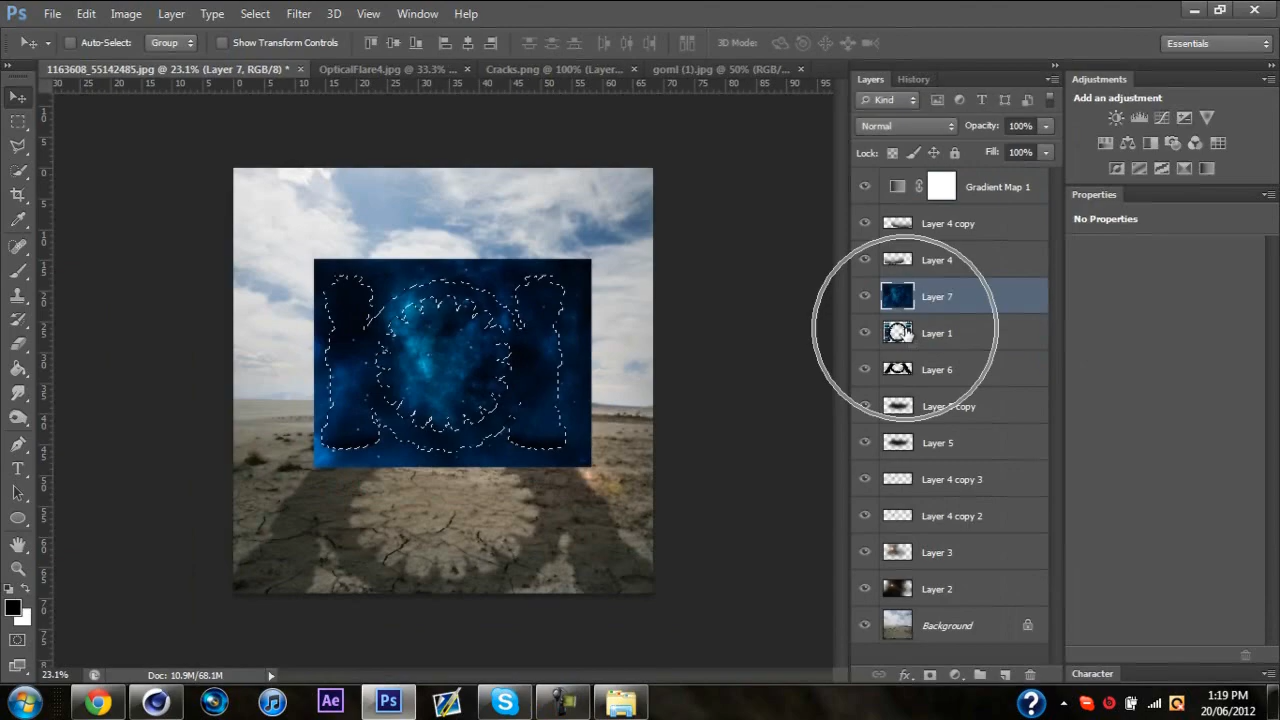 Ps File Edit Image Layer Type Select Filter 3D View Window Help
Auto-Select: Group Show Transform Controls 3D Mode: Essentials
1163608_55142485.jpg @ 23.1% (Layer 7, RGB/8) * × OpticalFlare4.jpg @ 33.3% ... × Cracks.png @ 100% (Layer... × goml (1).jpg @ 50% (RGB/... ×
Layers History
Adjustments
Kind
Add an adjustment
Normal Opacity: 100%
Lock: Fill: 100%
Gradient Map 1
Properties
No Properties
Layer 4 copy
Layer 4
Layer 7
Layer 1
Layer 6
Layer 5 copy
Layer 5
Layer 4 copy 3
Layer 4 copy 2
Layer 3
Layer 2
Background
23.1% Doc: 10.9M/68.1M
fx
Character
Ae Ps
1:19 PM
20/06/2012